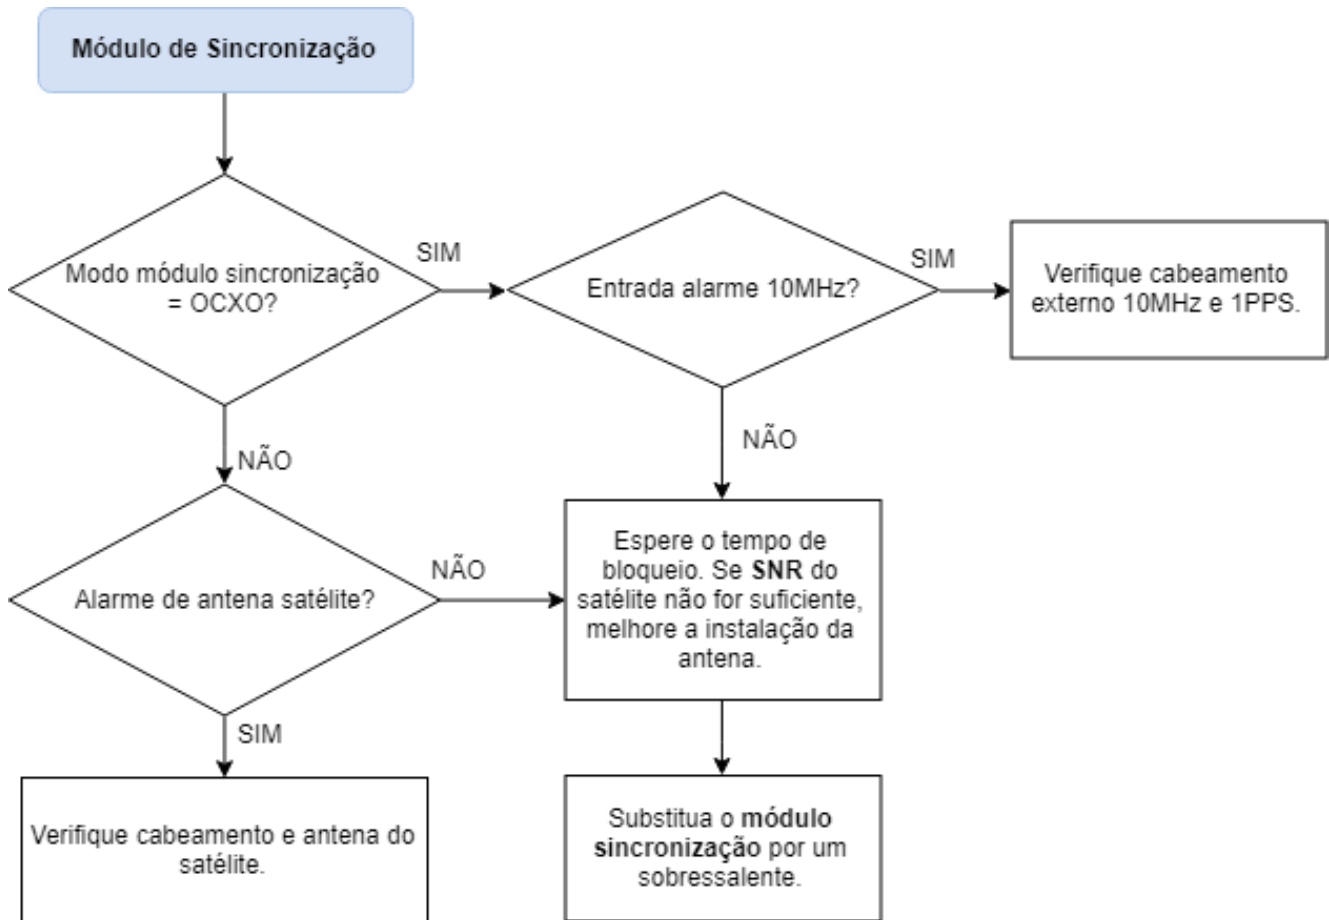 Módulo de Sincronização
Modo módulo sincronização
= OCXO?
SIM
Entrada alarme 10MHz?
SIM
Verifique cabeamento
externo 10MHz e 1PPS.
NÃO
NÃO
Alarme de antena satélite?
NÃO
Espere o tempo de
bloqueio. Se SNR do
satélite não for suficiente,
melhore a instalação da
antena.
SIM
Verifique cabeamento e antena do
satélite.
Substitua o módulo
sincronização por um
sobressalente.